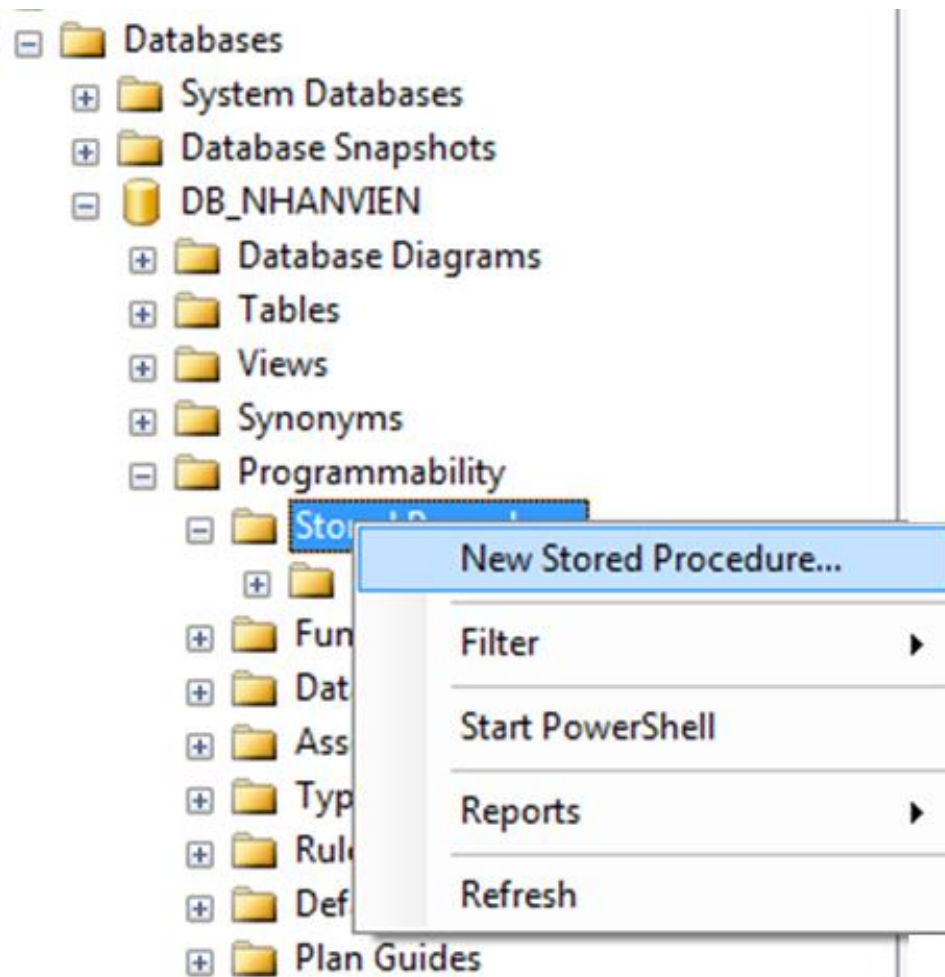 Databases
System Databases
Database Snapshots
DB_NHANVIEN
Database Diagrams
Tables
Views
Synonyms
Programmability
New Stored Procedure...
Filter
Start PowerShell
Reports
Refresh
Plan Guides